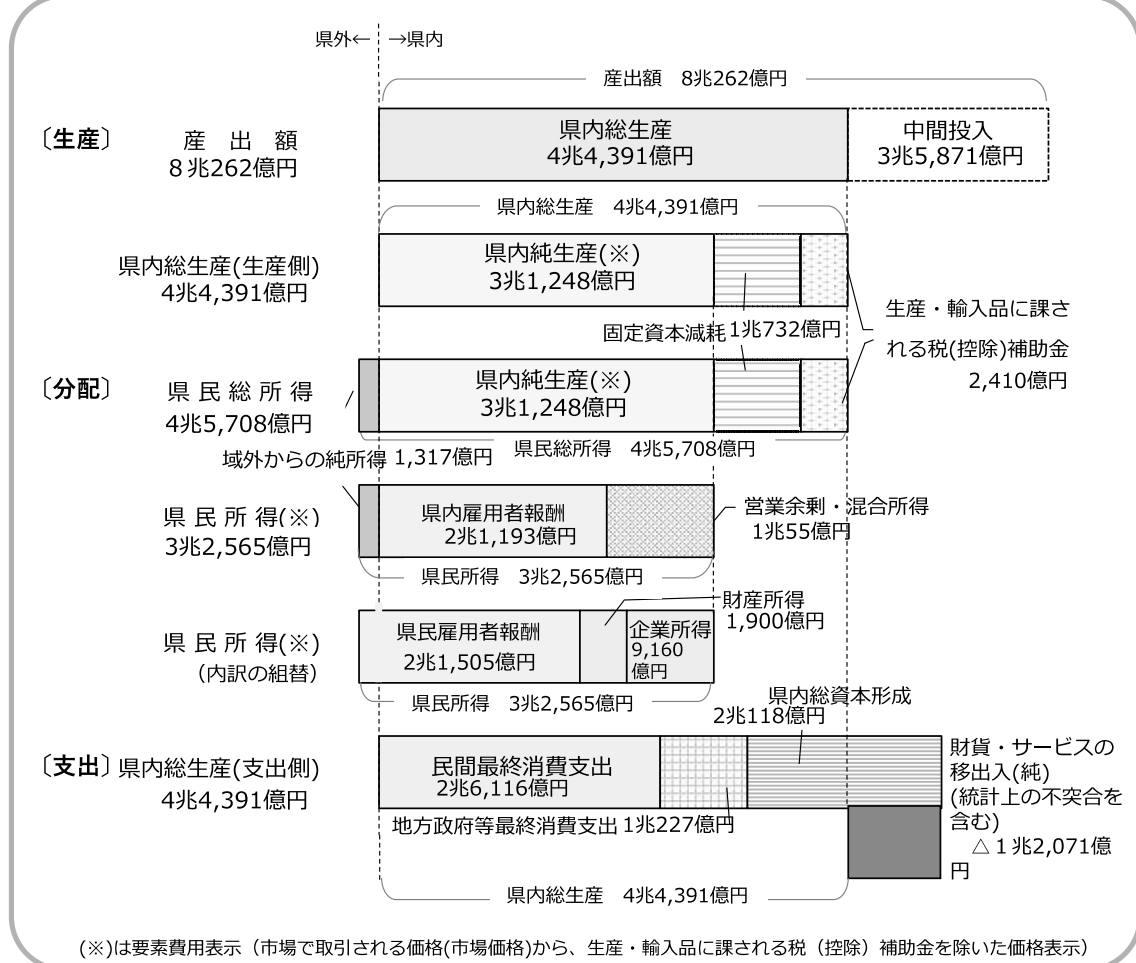 県外← →県内
産出額 8兆262億円
〔生産〕
産 出 額
8兆262億円
県内総生産
4兆4,391億円
中間投入
3兆5,871億円
県内総生産 4兆4,391億円
県内総生産(生産側)
4兆4,391億円
県内純生産(※)
3兆1,248億円
固定資本減耗 1兆732億円
生産・輸入品に課さ
れる税(控除)補助金
2,410億円
〔分配〕
県 民 総 所 得
4兆5,708億円
県内純生産(※)
3兆1,248億円
県民総所得 4兆5,708億円
域外からの純所得 1,317億円
県 民 所 得(※)
3兆2,565億円
県内雇用者報酬
2兆1,193億円
営業余剰・混合所得
1兆55億円
県民所得 3兆2,565億円
県 民 所 得(※)
(内訳の組替)
県民雇用者報酬
2兆1,505億円
財産所得
1,900億円
企業所得
9,160
億円
県民所得 3兆2,565億円
県内総資本形成
2兆118億円
〔支出〕
県内総生産(支出側)
4兆4,391億円
民間最終消費支出
2兆6,116億円
地方政府等最終消費支出 1兆227億円
財貨・サービスの
移出入(純)
(統計上の不突合を
含む)
△1兆2,071億
円
県内総生産 4兆4,391億円
(※)は要素費用表示（市場で取引される価格(市場価格)から、生産・輸入品に課される税（控除）補助金を除いた価格表示）